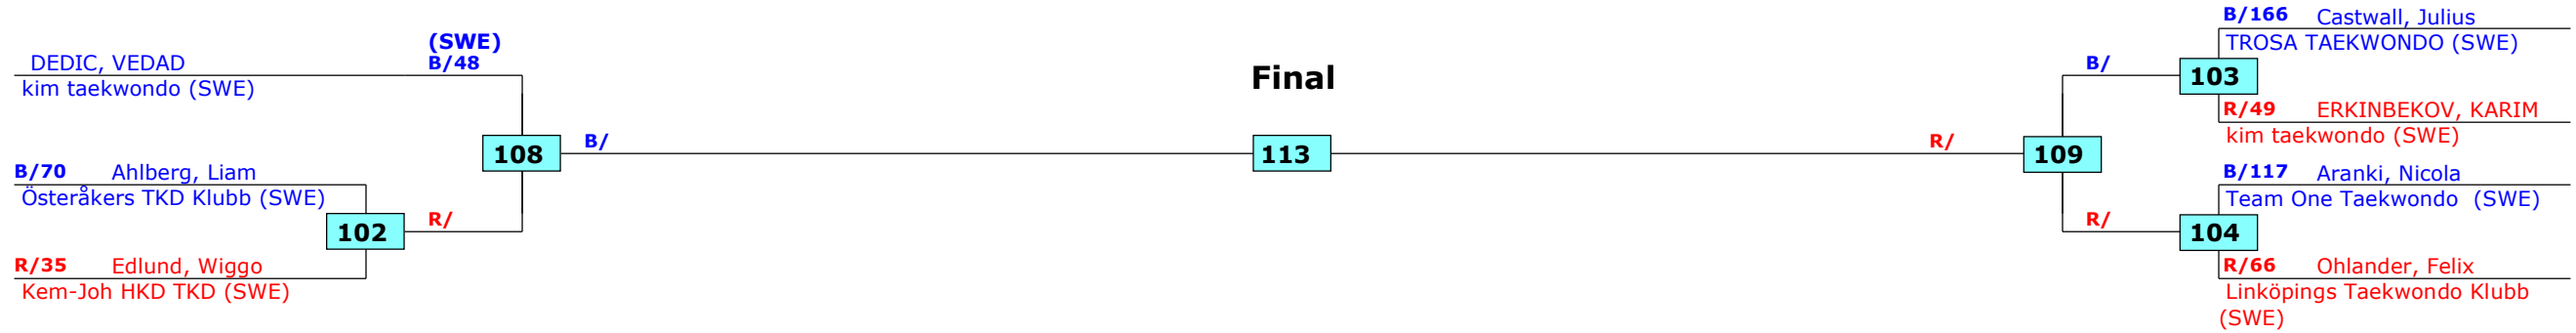 (SWE)
DEDIC, VEDAD B/48
kim taekwondo (SWE)
B/70 Ahlberg, Liam
Österåkers TKD Klubb (SWE)
R/35 Edlund, Wiggo
Kem-Joh HKD TKD (SWE)
102
R/
108
B/
Final
113
R/
109
B/
R/
103
104
B/166 Castwall, Julius
TROSA TAEKWONDO (SWE)
R/49 ERKINBEKOV, KARIM
kim taekwondo (SWE)
B/117 Aranki, Nicola
Team One Taekwondo (SWE)
R/66 Ohlander, Felix
Linköpings Taekwondo Klubb
(SWE)